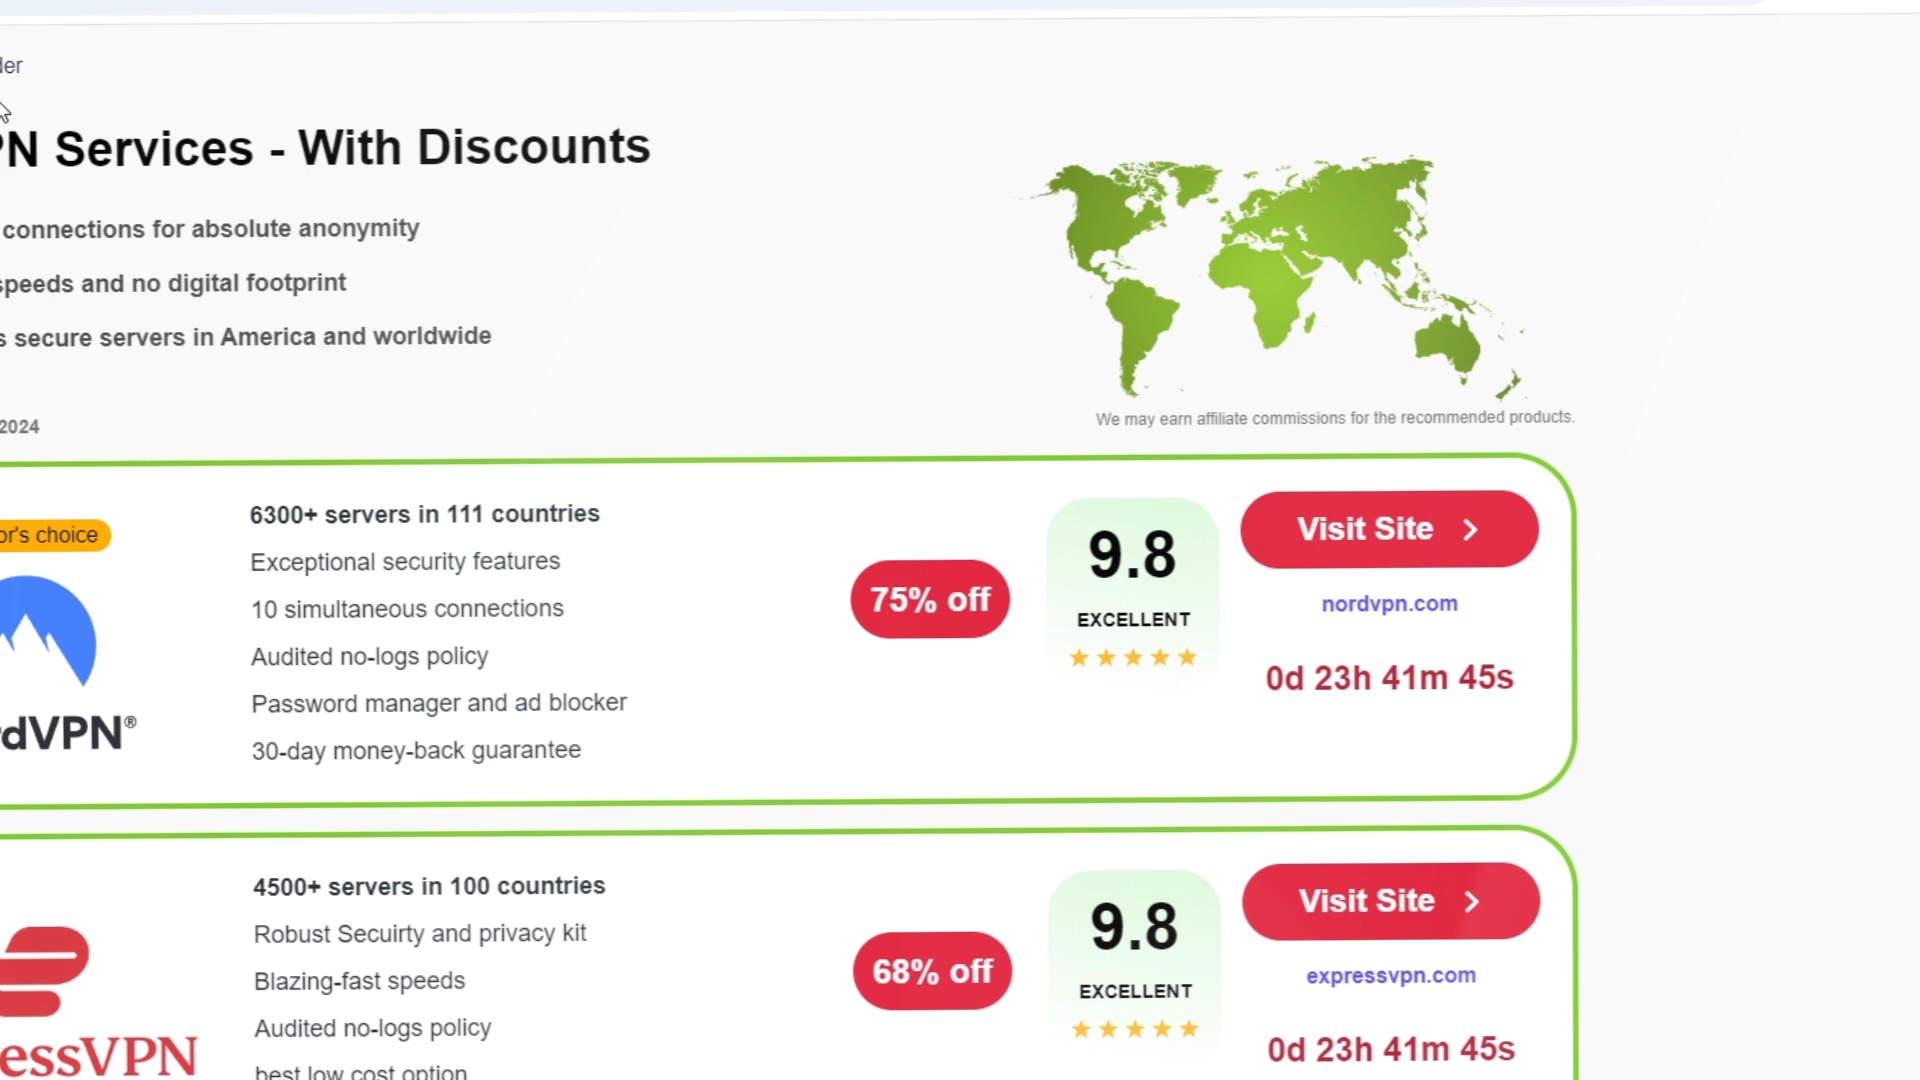 der
PN Services - With Discounts
connections for absolute anonymity
speeds and no digital footprint
s secure servers in America and worldwide
2024
We may earn affiliate commissions for the recommended products.
or's choice
rdVPN®
6300+ servers in 111 countries
Exceptional security features
10 simultaneous connections
Audited no-logs policy
Password manager and ad blocker
30-day money-back guarantee
75% off
9.8
EXCELLENT
Visit Site
nordvpn.com
0d 23h 41m 45s
essVPN
4500+ servers in 100 countries
Robust Secuirty and privacy kit
Blazing-fast speeds
Audited no-logs policy
best low cost option
68% off
9.8
EXCELLENT
Visit Site
expressvpn.com
0d 23h 41m 45s